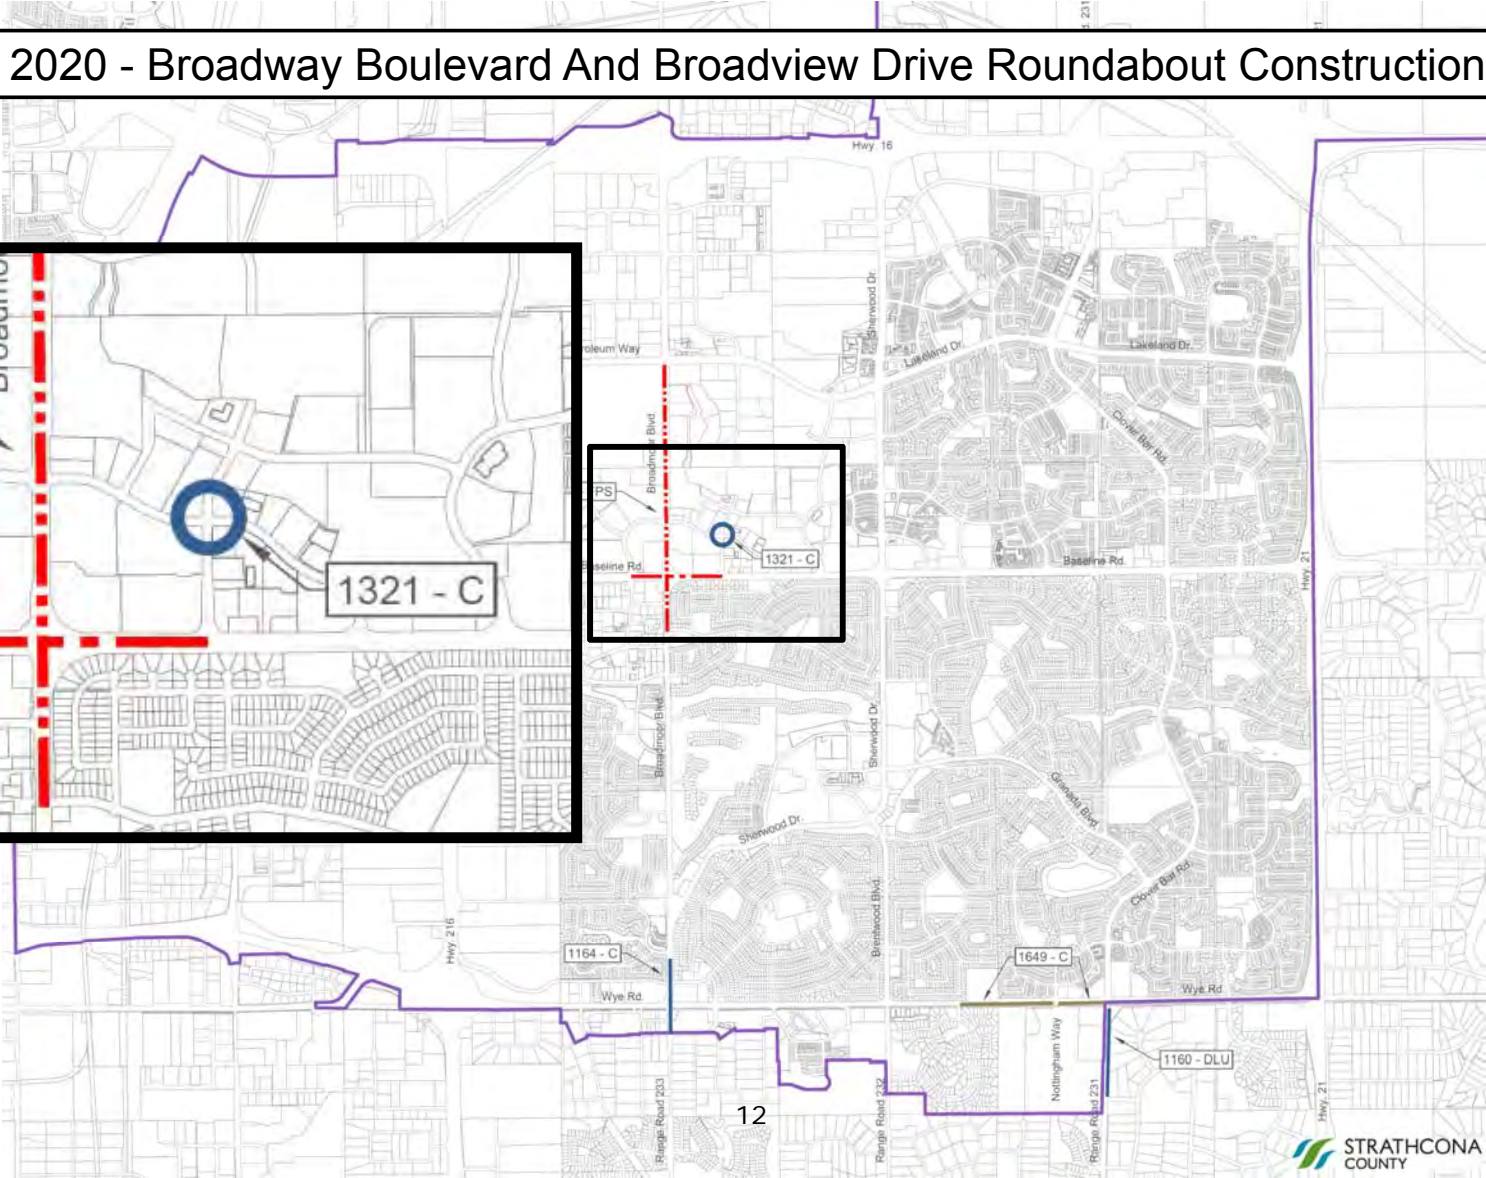 231
21
2020 - Broadway Boulevard And Broadview Drive Roundabout Construction
Hwy. 16
Sherwood Dr.
Lakeland Dr.
Lakeland Dr.
Broadmoor Blvd.
Clover Bar Rd.
PS
1321 - C
1321 - C
Baseline Rd.
Baseline Rd.
Hwy. 21
Broadmoor Blvd.
Sherwood Dr.
Granada Blvd.
Sherwood Dr.
Clover Bar Rd.
Brentwood Blvd.
Hwy. 216
1164 - C
1649 - C
Wye Rd.
Wye Rd.
Nottingham Way
1160 - DLU
Range Road 233
Range Road 232
Range Road 231
Hwy. 21
12
STRATHCONA
COUNTY